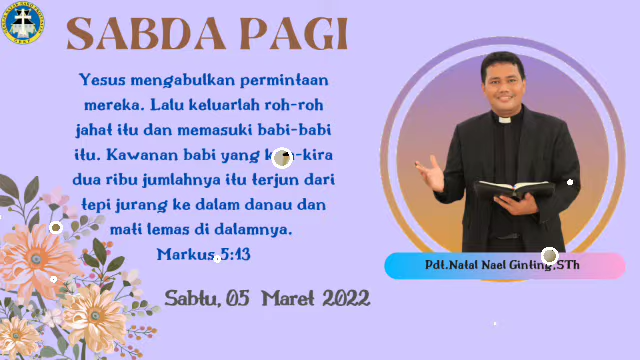 SABDA PAGI
Yesus mengabulkan permintaan
mereka. Lalu keluarlah roh-roh
jahat itu dan memasuki babi-babi
itu. Kawanan babi yang kira-kira
dua ribu jumlahnya itu terjun dari
tepi jurang ke dalam danau dan
mati lemas di dalamnya.
Markus 5:13
Pdt.Natal Nael Ginting,STh
Sabtu, 05 Maret 2022